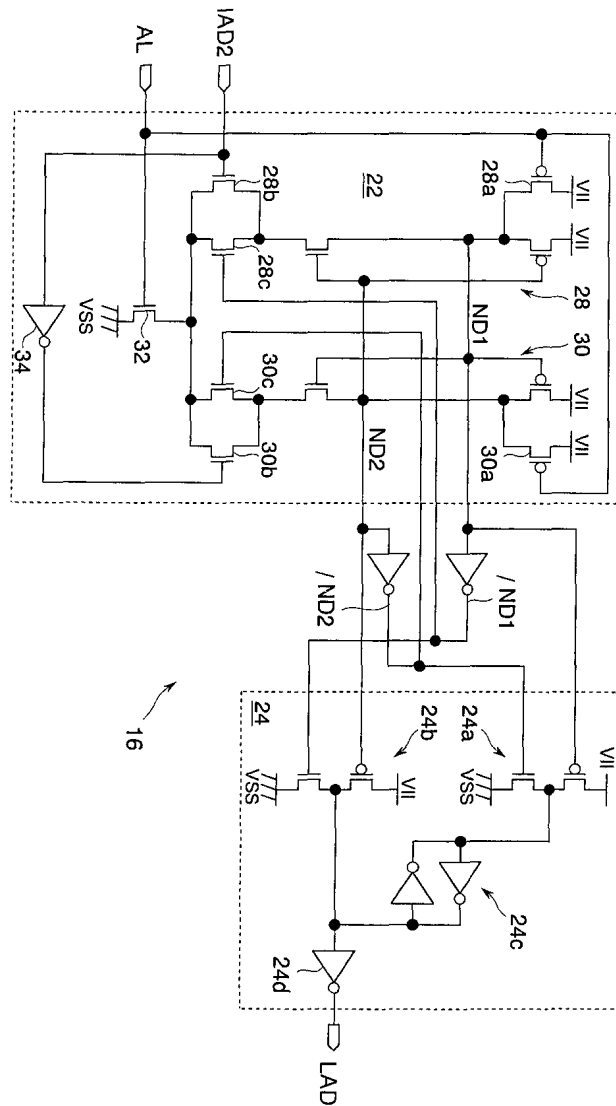 VII
VII
VII
VII
28a
28
ND1
30
30a
22
28b
28c
30c
30b
ND2
IAD2
AL
32
VSS
34
/ND1
/ND2
16
24
VII
24a
VSS
VII
24b
VSS
24c
24d
LAD